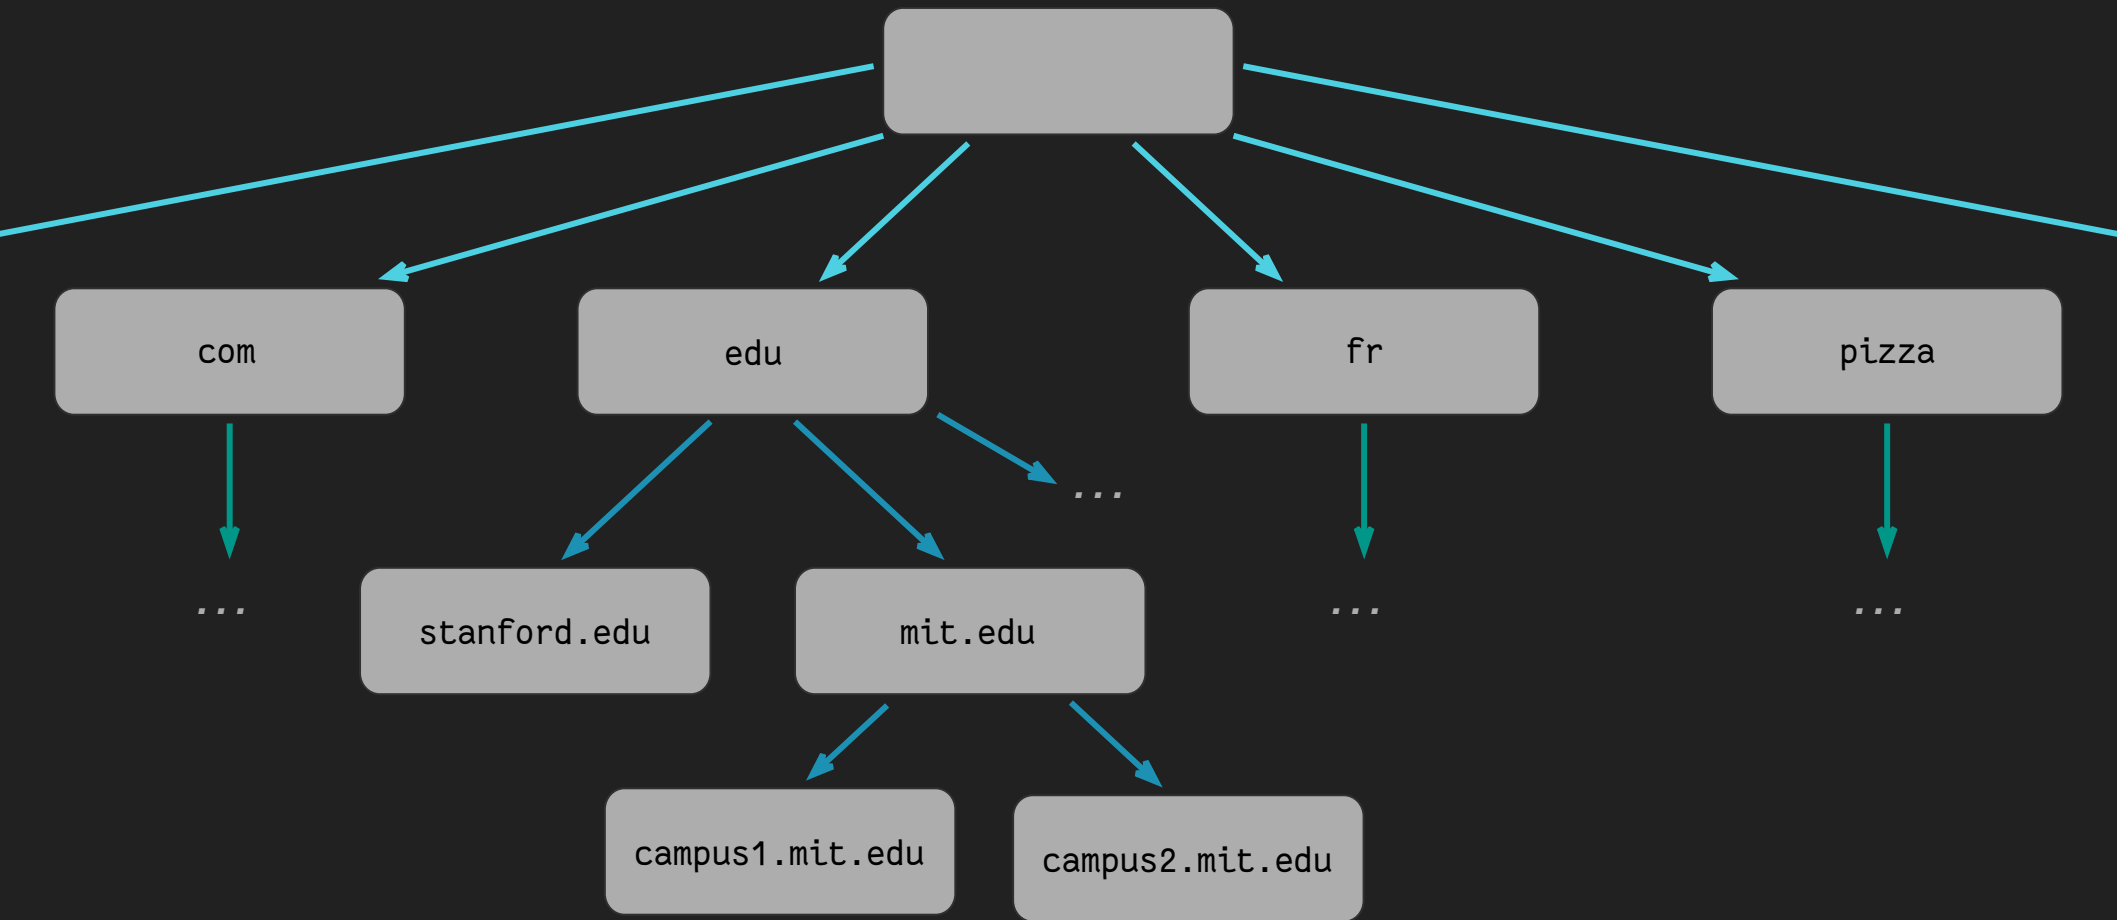 com
edu
fr
pizza
...
stanford.edu
mit.edu
...
...
...
campus1.mit.edu
campus2.mit.edu